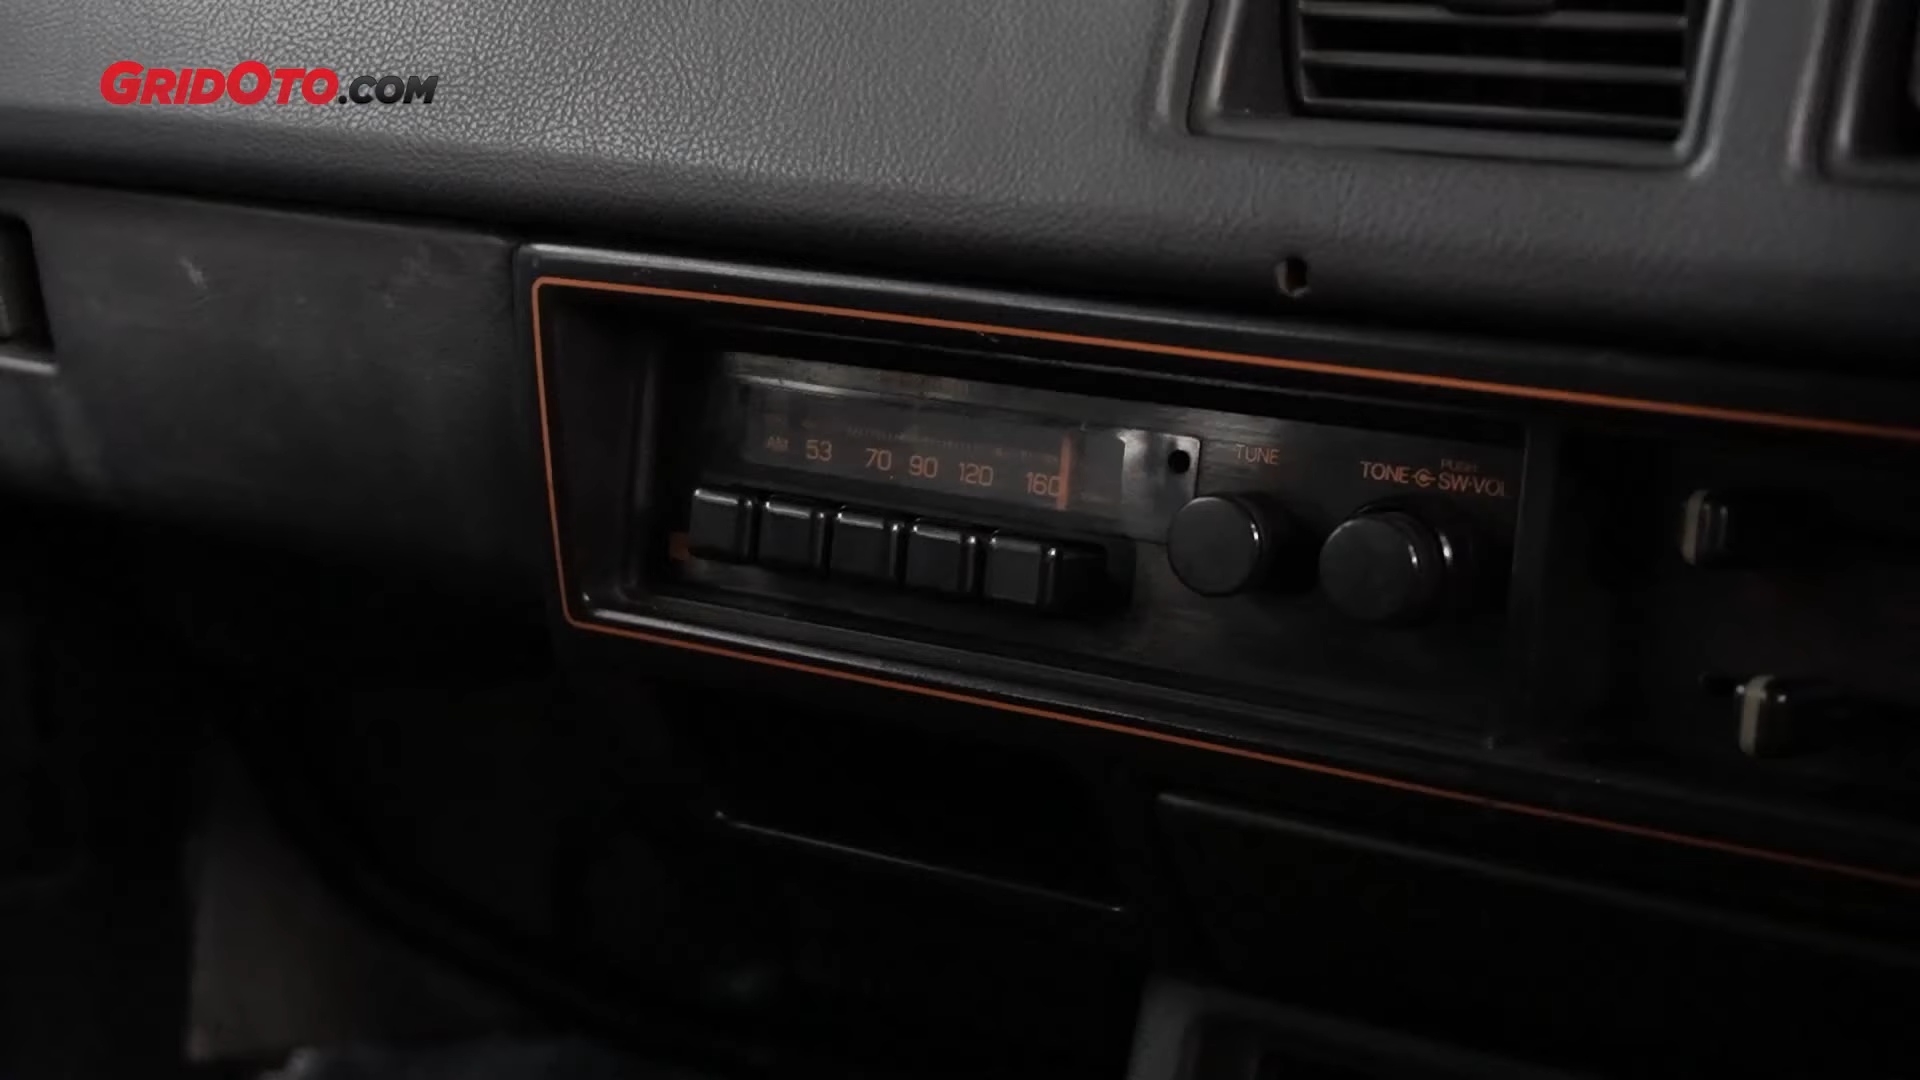 GRIDOTO.COM
AM 53 70 90 120 160
TUNE
PUSH
TONE SW·VOL